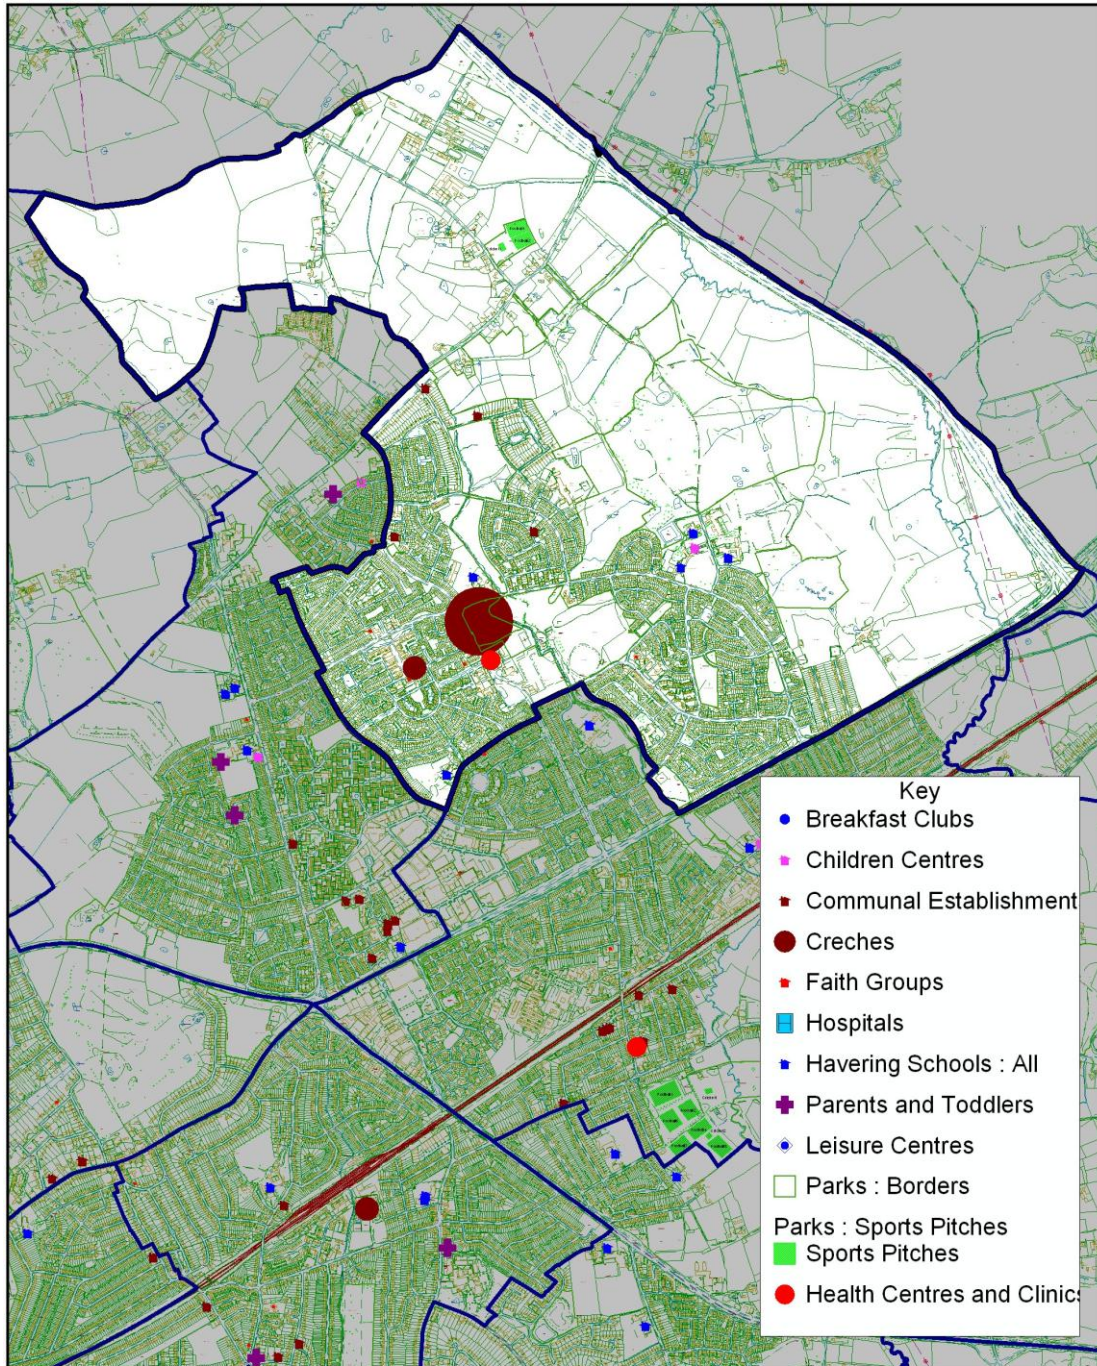 Key
Breakfast Clubs
Children Centres
Communal Establishment
Creches
Faith Groups
Hospitals
Havering Schools : All
Parents and Toddlers
Leisure Centres
Parks : Borders
Parks : Sports Pitches
Sports Pitches
Health Centres and Clinics